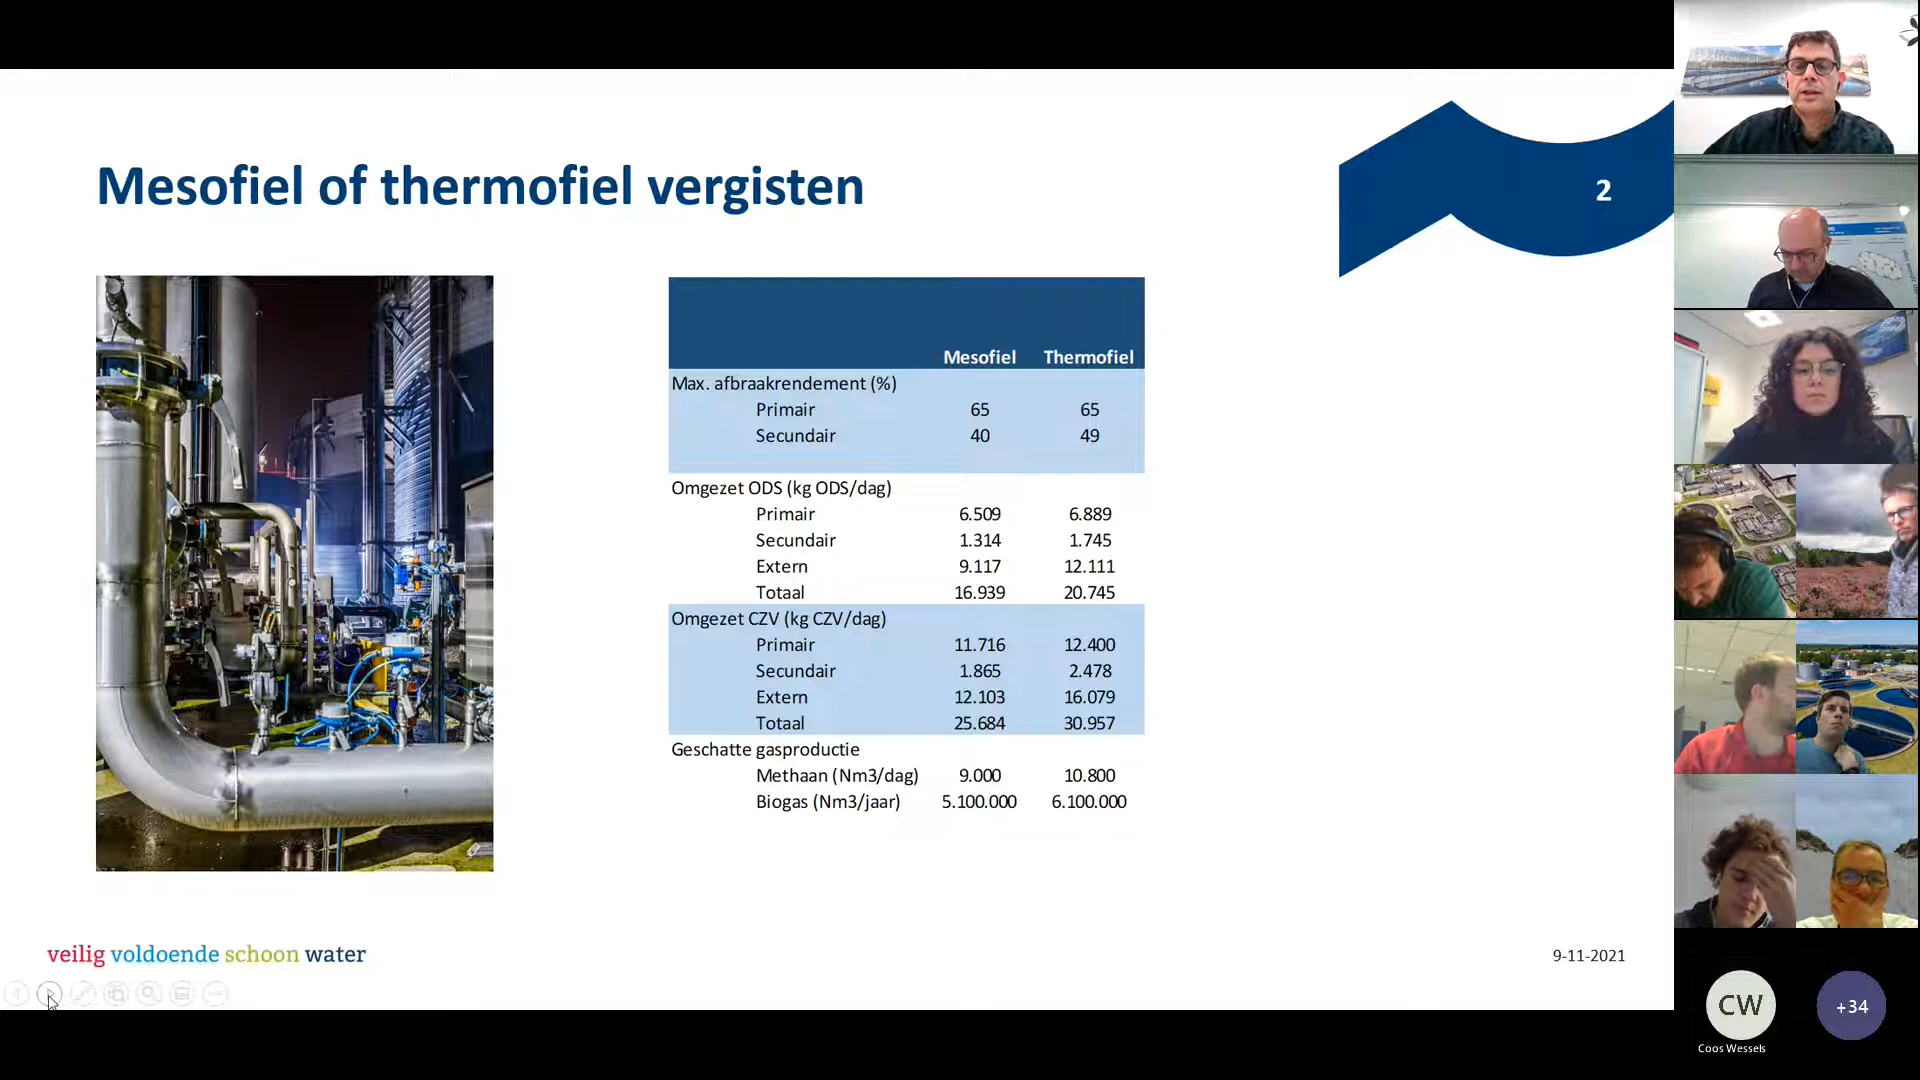 Mesofiel of thermofiel vergisten
2
Mesofiel Thermofiel
Max. afbraakrendement (%)
Primair 65 65
Secundair 40 49
Omgezet ODS (kg ODS/dag)
Primair 6.509 6.889
Secundair 1.314 1.745
Extern 9.117 12.111
Totaal 16.939 20.745
Omgezet CZV (kg CZV/dag)
Primair 11.716 12.400
Secundair 1.865 2.478
Extern 12.103 16.079
Totaal 25.684 30.957
Geschatte gasproductie
Methaan (Nm3/dag) 9.000 10.800
Biogas (Nm3/jaar) 5.100.000 6.100.000
veilig voldoende schoon water
9-11-2021
CW
+34
Coos Wessels